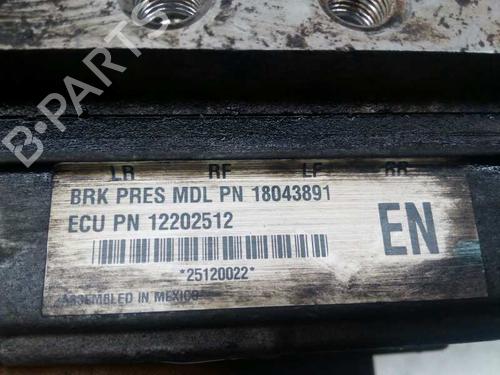 B-PARTS
LR RF LF RR
BRK PRES MDL PN 18043891
ECU PN 12202512
EN
*25120022*
ASSEMBLED IN MEXICO